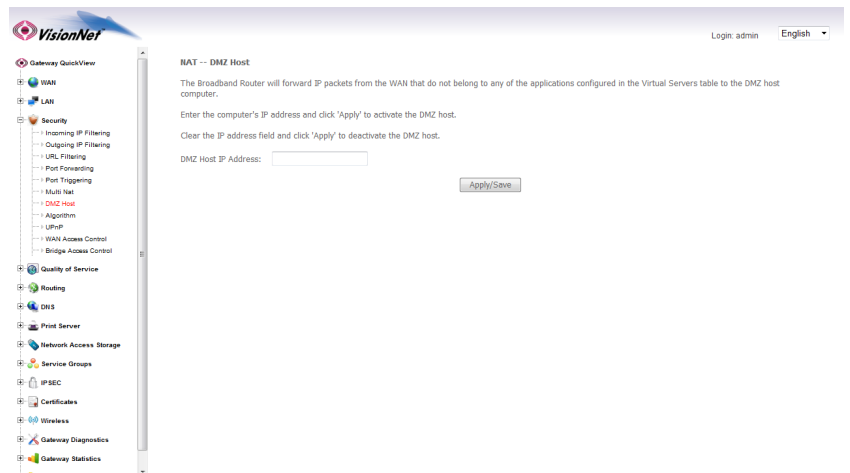 VisionNet
Login: admin
English
Gateway QuickView
WAN
LAN
Security
Incoming IP Filtering
Outgoing IP Filtering
URL Filtering
Port Forwarding
Port Triggering
Multi Nat
DMZ Host
Algorithm
UPnP
WAN Access Control
Bridge Access Control
Quality of Service
Routing
DNS
Print Server
Network Access Storage
Service Groups
IPSEC
Certificates
Wireless
Gateway Diagnostics
Gateway Statistics
NAT -- DMZ Host
The Broadband Router will forward IP packets from the WAN that do not belong to any of the applications configured in the Virtual Servers table to the DMZ host
computer.
Enter the computer's IP address and click 'Apply' to activate the DMZ host.
Clear the IP address field and click 'Apply' to deactivate the DMZ host.
DMZ Host IP Address:
Apply/Save